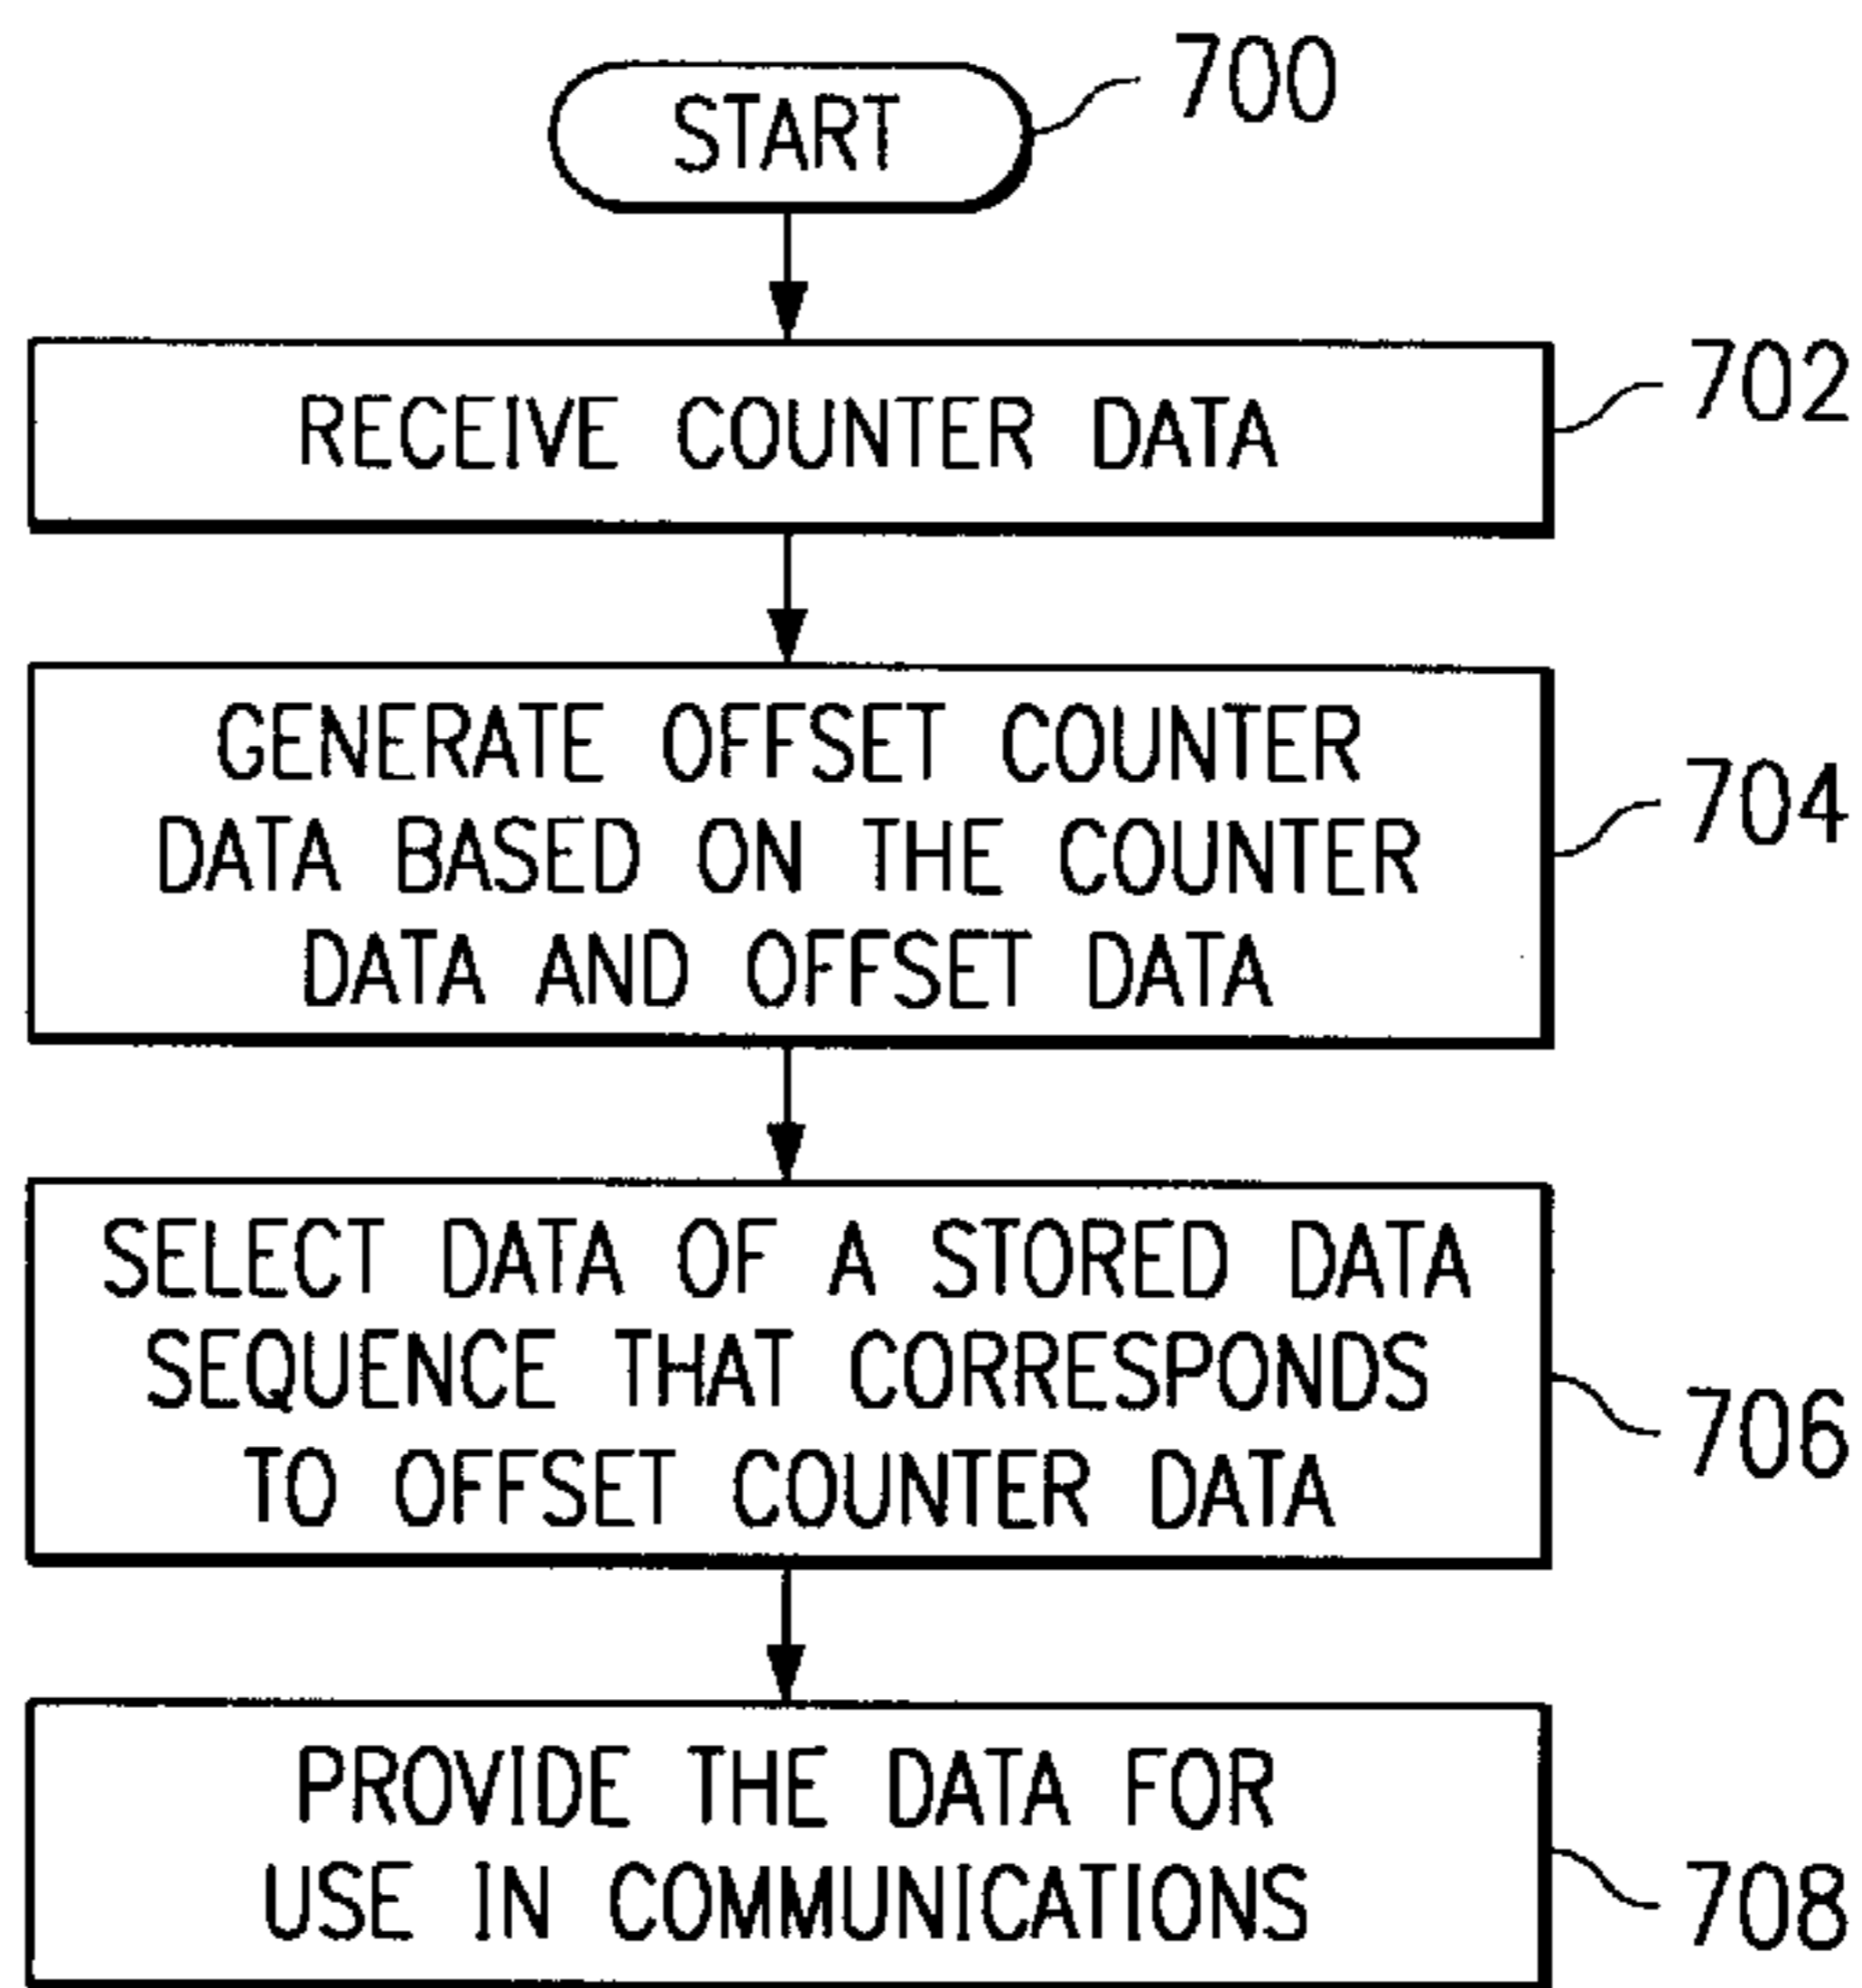 START
700
RECEIVE COUNTER DATA
702
GENERATE OFFSET COUNTER
DATA BASED ON THE COUNTER
DATA AND OFFSET DATA
704
SELECT DATA OF A STORED DATA
SEQUENCE THAT CORRESPONDS
TO OFFSET COUNTER DATA
706
PROVIDE THE DATA FOR
USE IN COMMUNICATIONS
708